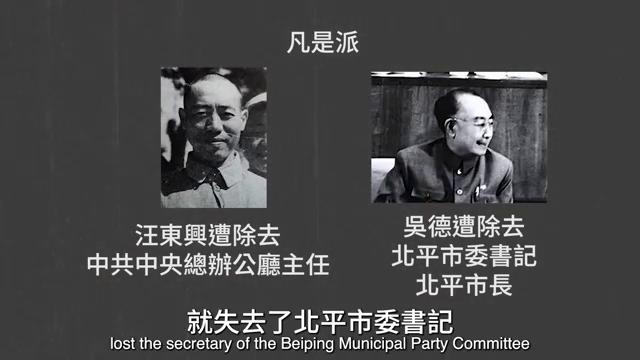 凡是派
汪東興遭除去
中共中央總辦公廳主任
吳德遭除去
北平市委書記
北平市長
就失去了北平市委書記
lost the secretary of the Beiping Municipal Party Committee